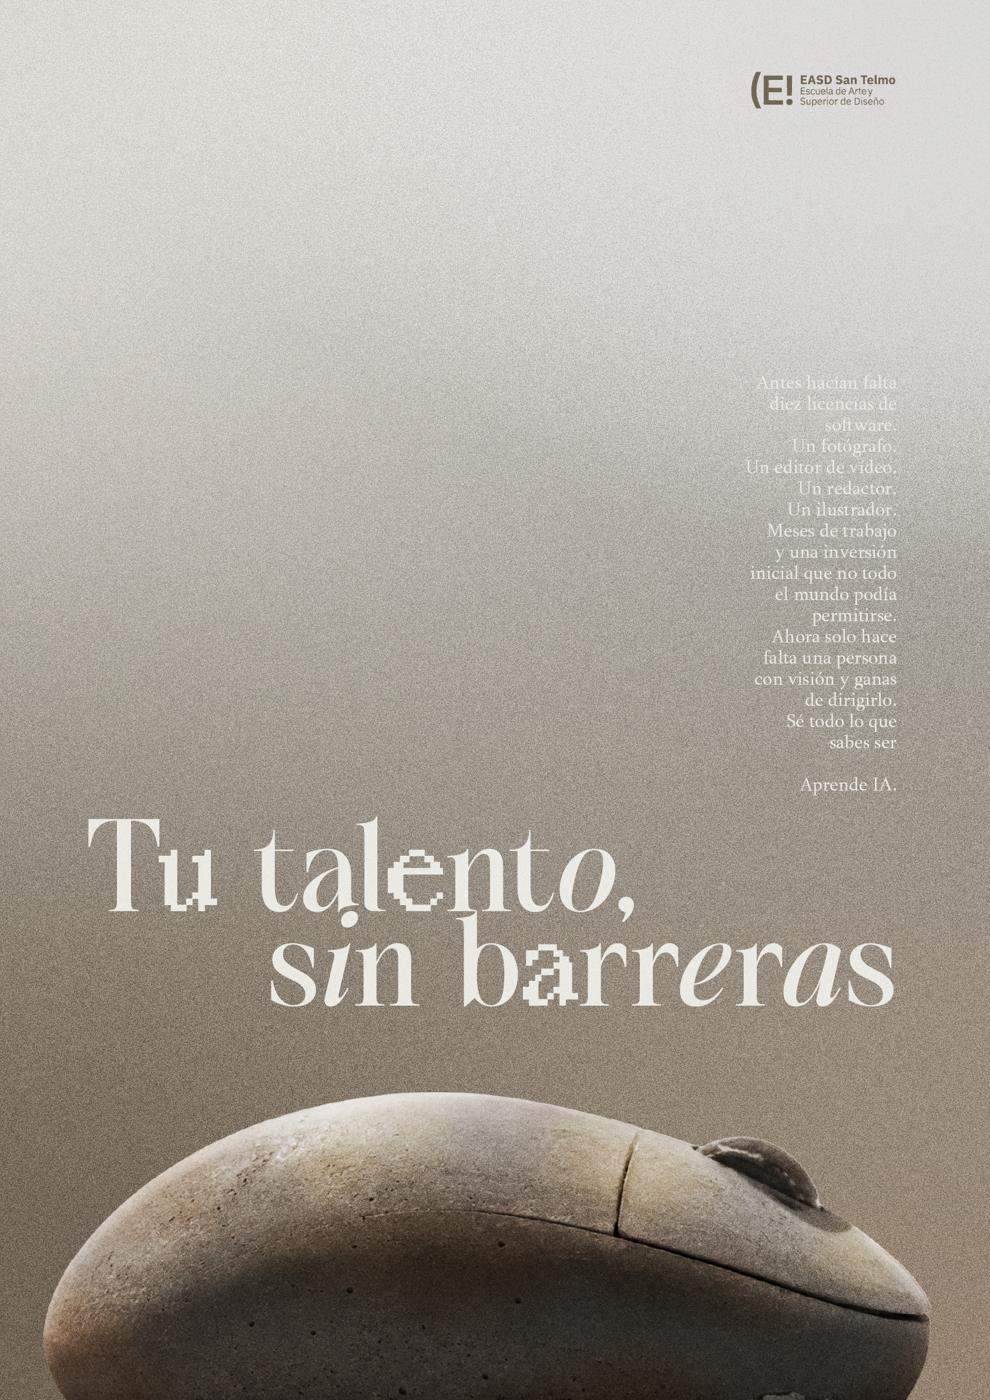 (E! EASD San Telmo
Escuela de Arte y
Superior de Diseño
Antes hacían falta
diez licencias de
software.
Un fotógrafo.
Un editor de vídeo.
Un redactor.
Un ilustrador.
Meses de trabajo
y una inversión
inicial que no todo
el mundo podía
permitirse.
Ahora solo hace
falta una persona
con visión y ganas
de dirigirlo.
Sé todo lo que
sabes ser
Aprende IA.
Tu talento,
sin barreras